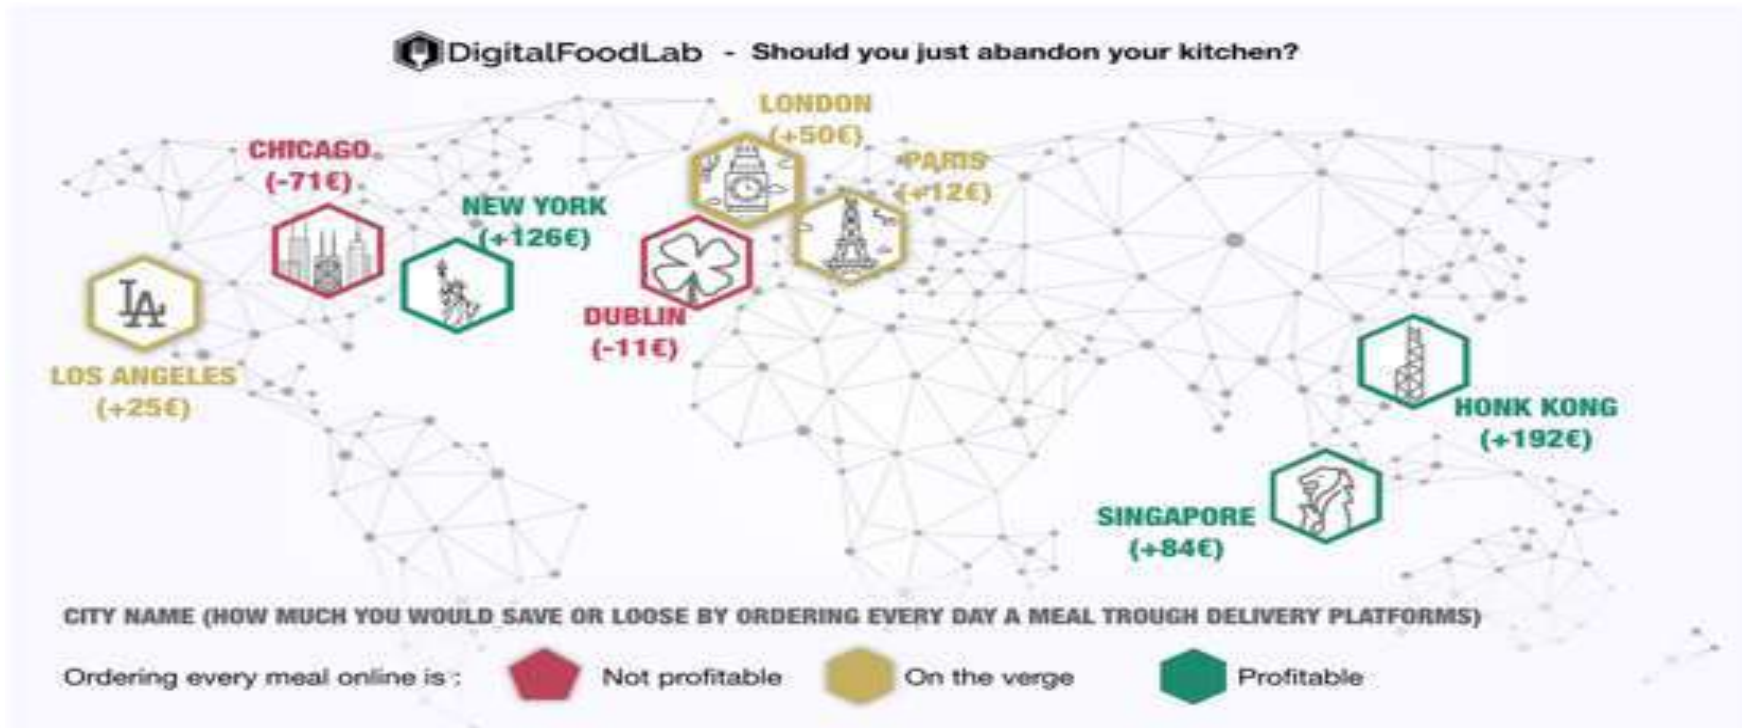 DigitalFoodLab - Should you just abandon your kitchen?
LONDON
(+50€)
CHICAGO
(-71€)
PARIS
(+12€)
NEW YORK
(+126€)
LA
DUBLIN
(-11€)
LOS ANGELES
(+25€)
HONK KONG
(+192€)
SINGAPORE
(+84€)
CITY NAME (HOW MUCH YOU WOULD SAVE OR LOOSE BY ORDERING EVERY DAY A MEAL TROUGH DELIVERY PLATFORMS)
Ordering every meal online is : Not profitable On the verge Profitable